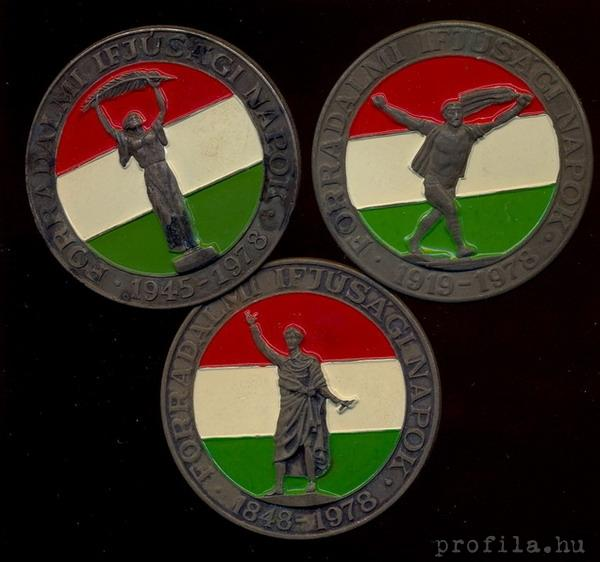 FORRADALMI IFJÚSÁGI NAPOK
· 1945-1978 ·
FORRADALMI IFJÚSÁGI NAPOK
· 1919-1978 ·
FORRADALMI IFJÚSÁGI NAPOK
· 1848-1978 ·
profila.hu